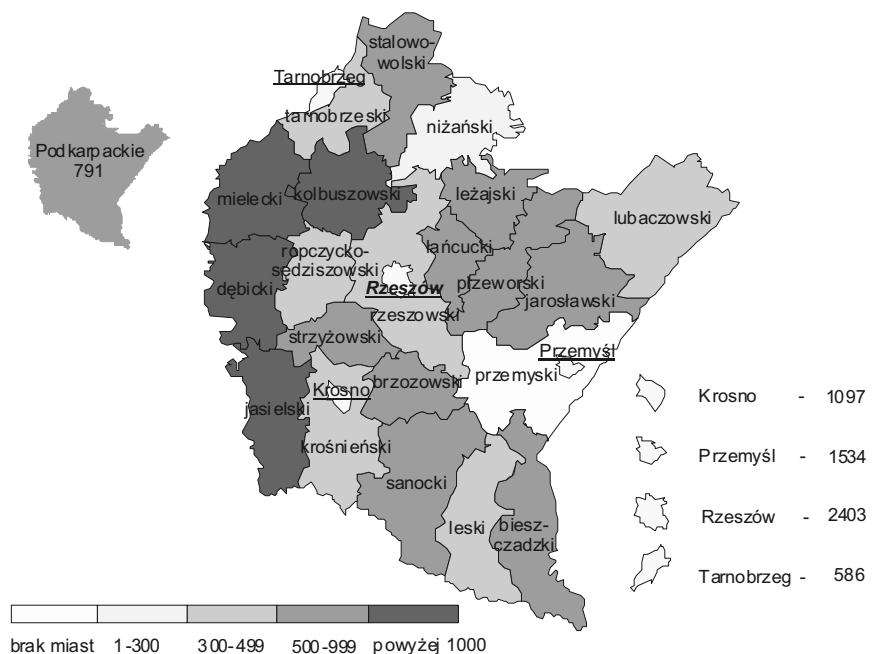 stalowo-
wolski
Tarnobrzeg
tarnobrzeski
niżański
Podkarpackie
791
mielecki
kolbuszowski
leżajski
lubaczowski
ropczycko-
sędziszowski
łańcucki
dębicki
Rzeszów
przeworski
jarosławski
rzeszowski
strzyżowski
Przemyśl
przemyski
Krosno
brzozowski
jasielski
krośnieński
sanocki
leski
biesz-
czadzki
Krosno - 1097
Przemyśl - 1534
Rzeszów - 2403
Tarnobrzeg - 586
brak miast 1-300 300-499 500-999 powyżej 1000